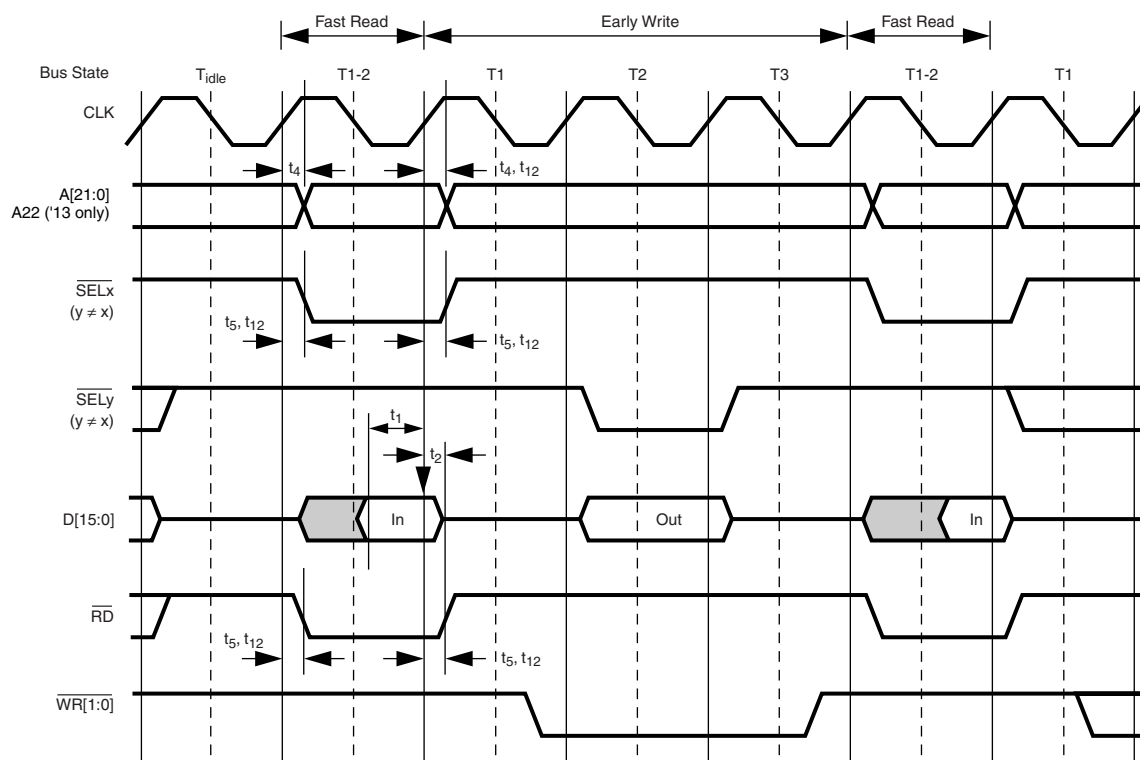 Fast Read Early Write Fast Read
Bus State Tidle T1-2 T1 T2 T3 T1-2 T1
CLK
t4 t4, t12
A[21:0]
A22 ('13 only)
SELx
(y ≠ x)
t5, t12 t5, t12
SELy
(y ≠ x)
t1
t2
D[15:0] In Out In
RD
t5, t12 t5, t12
WR[1:0]